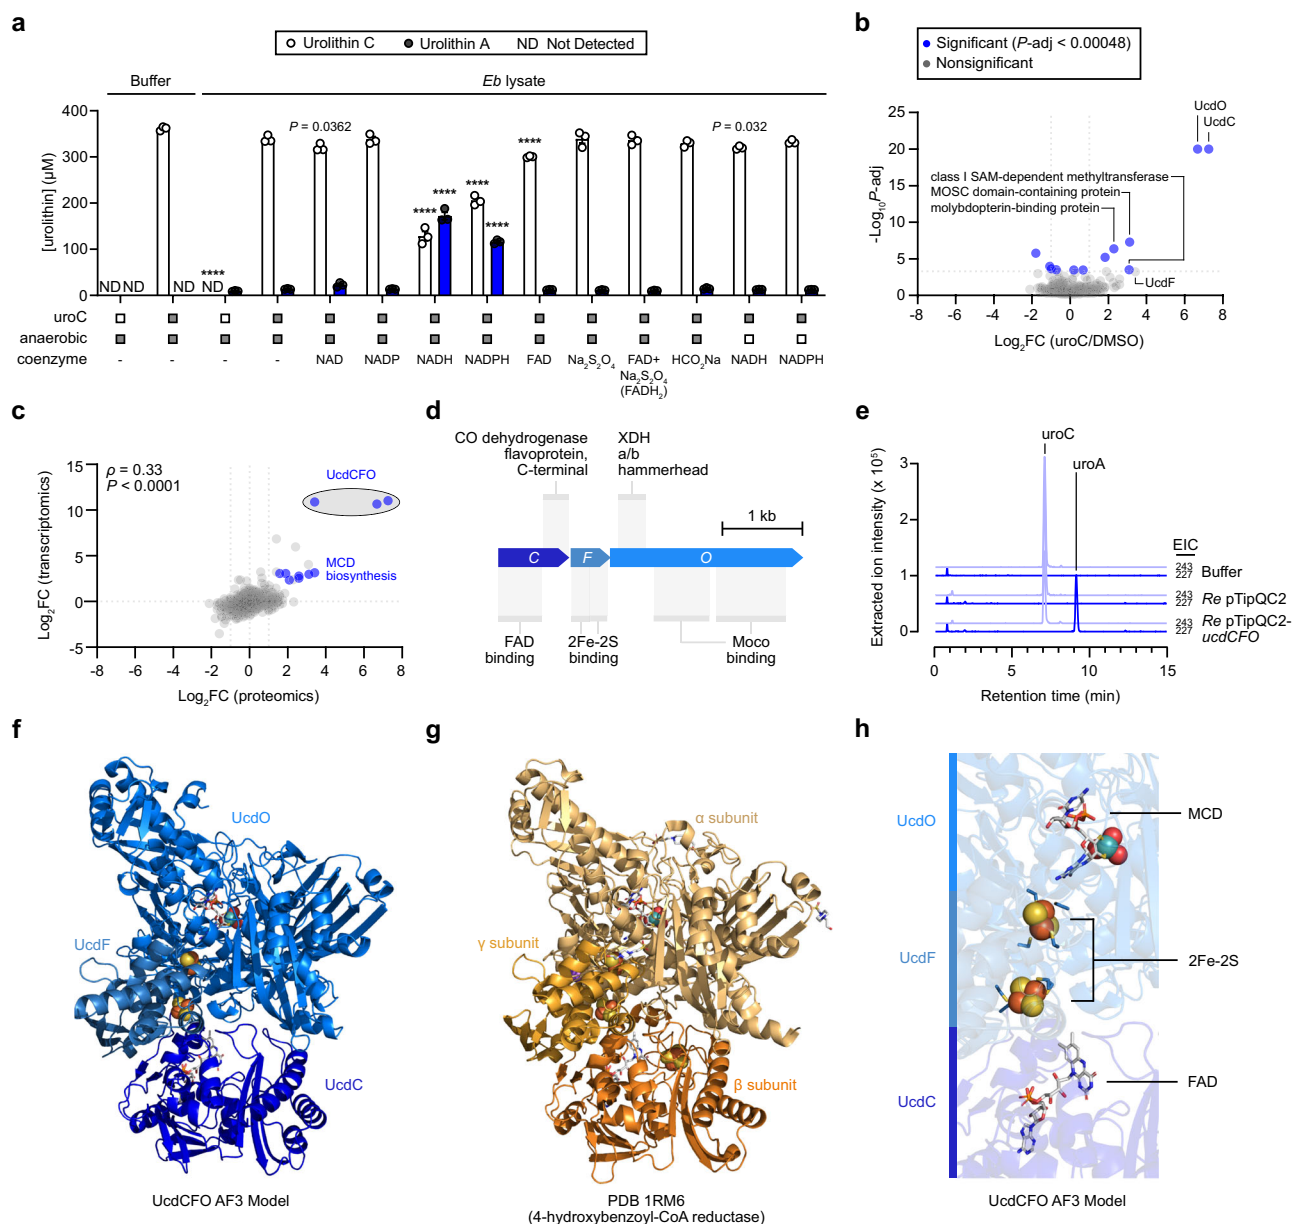 a
Urolithin C
Urolithin A
ND Not Detected
Buffer
Eb lysate
[urolithin] (µM)
400
300
200
100
0
ND ND
ND
**** 
ND
P = 0.0362
****
****
****
****
****
P = 0.032
uroC
anaerobic
coenzyme
- - - - NAD NADP NADH NADPH FAD Na2S2O4 FAD+ Na2S2O4 (FADH2) HCO2Na NADH NADPH
b
Significant (P-adj < 0.00048)
Nonsignificant
-Log10P-adj
25
20
15
10
5
0
UcdO
UcdC
class I SAM-dependent methyltransferase
MOSC domain-containing protein
molybdopterin-binding protein
UcdF
-8 -6 -4 -2 0 2 4 6 8
Log2FC (uroC/DMSO)
c
Log2FC (transcriptomics)
15
10
5
0
-5
ρ = 0.33
P < 0.0001
UcdCFO
MCD
biosynthesis
-8 -6 -4 -2 0 2 4 6 8
Log2FC (proteomics)
d
CO dehydrogenase
flavoprotein,
C-terminal
XDH
a/b
hammerhead
1 kb
C F O
FAD
binding
2Fe-2S
binding
Moco
binding
e
Extracted ion intensity (x 10^5)
3
2
1
0
uroC
uroA
EIC
243
227
Buffer
243
227
Re pTipQC2
243
227
Re pTipQC2-
ucdCFO
0 5 10 15
Retention time (min)
f
UcdO
UcdF
UcdC
UcdCFO AF3 Model
g
α subunit
γ subunit
β subunit
PDB 1RM6
(4-hydroxybenzoyl-CoA reductase)
h
UcdO
UcdF
UcdC
MCD
2Fe-2S
FAD
UcdCFO AF3 Model